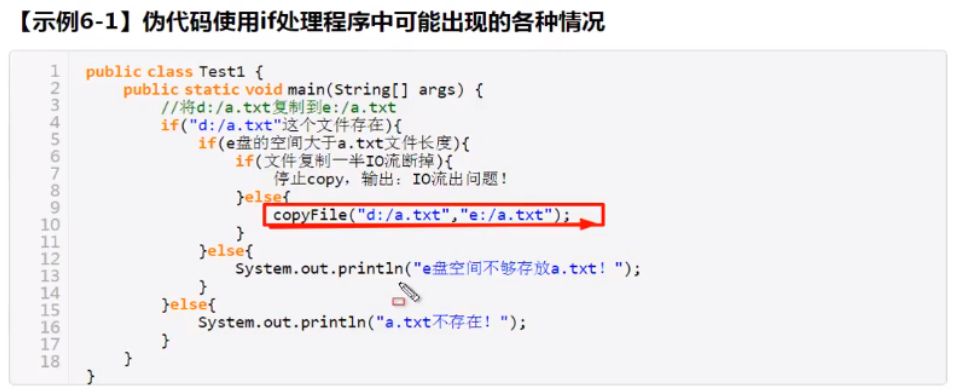 【示例6-1】伪代码使用if处理程序中可能出现的各种情况
1 public class Test1 {
2 public static void main(String[] args) {
3 //将d:/a.txt复制到e:/a.txt
4 if("d:/a.txt"这个文件存在){
5 if(e盘的空间大于a.txt文件长度){
6 if(文件复制一半IO流断掉){
7 停止copy，输出：IO流出问题！
8 }else{
9 copyFile("d:/a.txt","e:/a.txt");
10 }
11 }else{
12 System.out.println("e盘空间不够存放a.txt！");
13 }
14 }else{
15 System.out.println("a.txt不存在！");
16 }
17 }
18 }